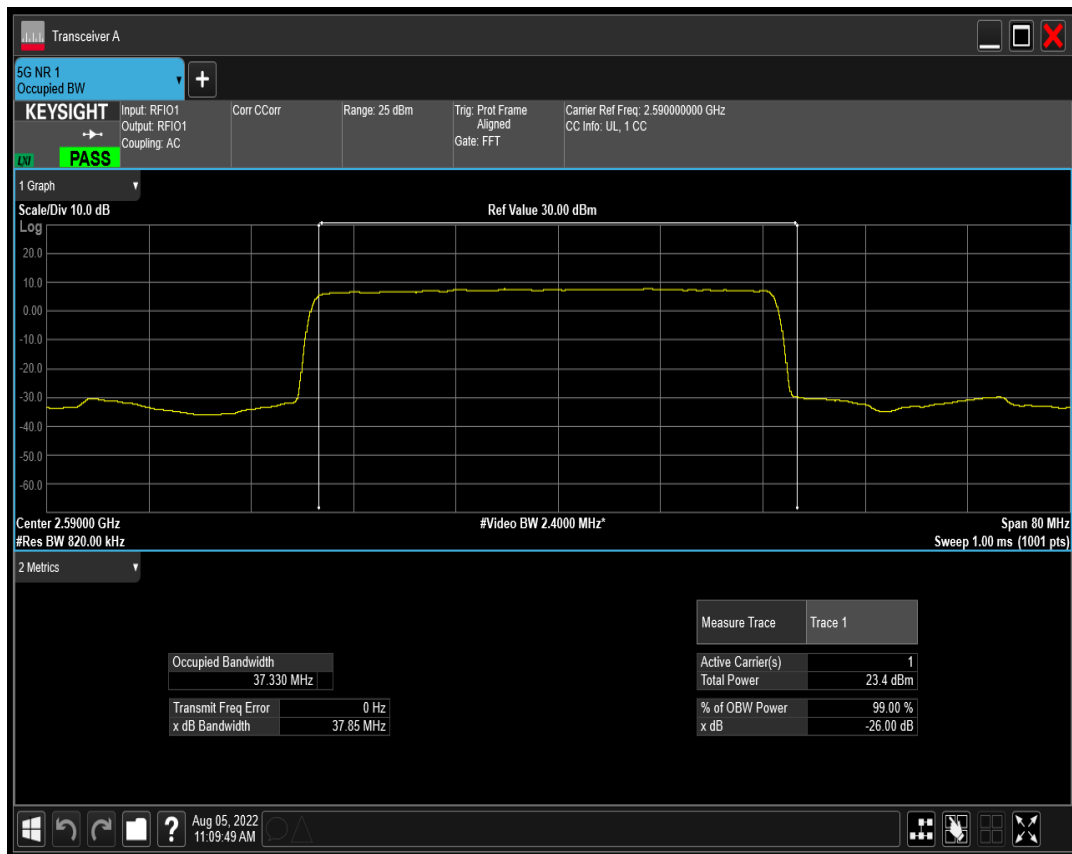 Transceiver A
5G NR 1
Occupied BW
KEYSIGHT
LXI
PASS
Input: RFIO1
Output: RFIO1
Coupling: AC
Corr CCorr
Range: 25 dBm
Trig: Prot Frame
Aligned
Gate: FFT
Carrier Ref Freq: 2.590000000 GHz
CC Info: UL, 1 CC
1 Graph
Scale/Div 10.0 dB
Ref Value 30.00 dBm
Log
20.0
10.0
0.00
-10.0
-20.0
-30.0
-40.0
-50.0
-60.0
Center 2.59000 GHz
#Video BW 2.4000 MHz*
Span 80 MHz
#Res BW 820.00 kHz
Sweep 1.00 ms (1001 pts)
2 Metrics
Measure Trace Trace 1
Occupied Bandwidth
37.330 MHz
Transmit Freq Error 0 Hz
x dB Bandwidth 37.85 MHz
Active Carrier(s) 1
Total Power 23.4 dBm
% of OBW Power 99.00 %
x dB -26.00 dB
?
Aug 05, 2022
11:09:49 AM